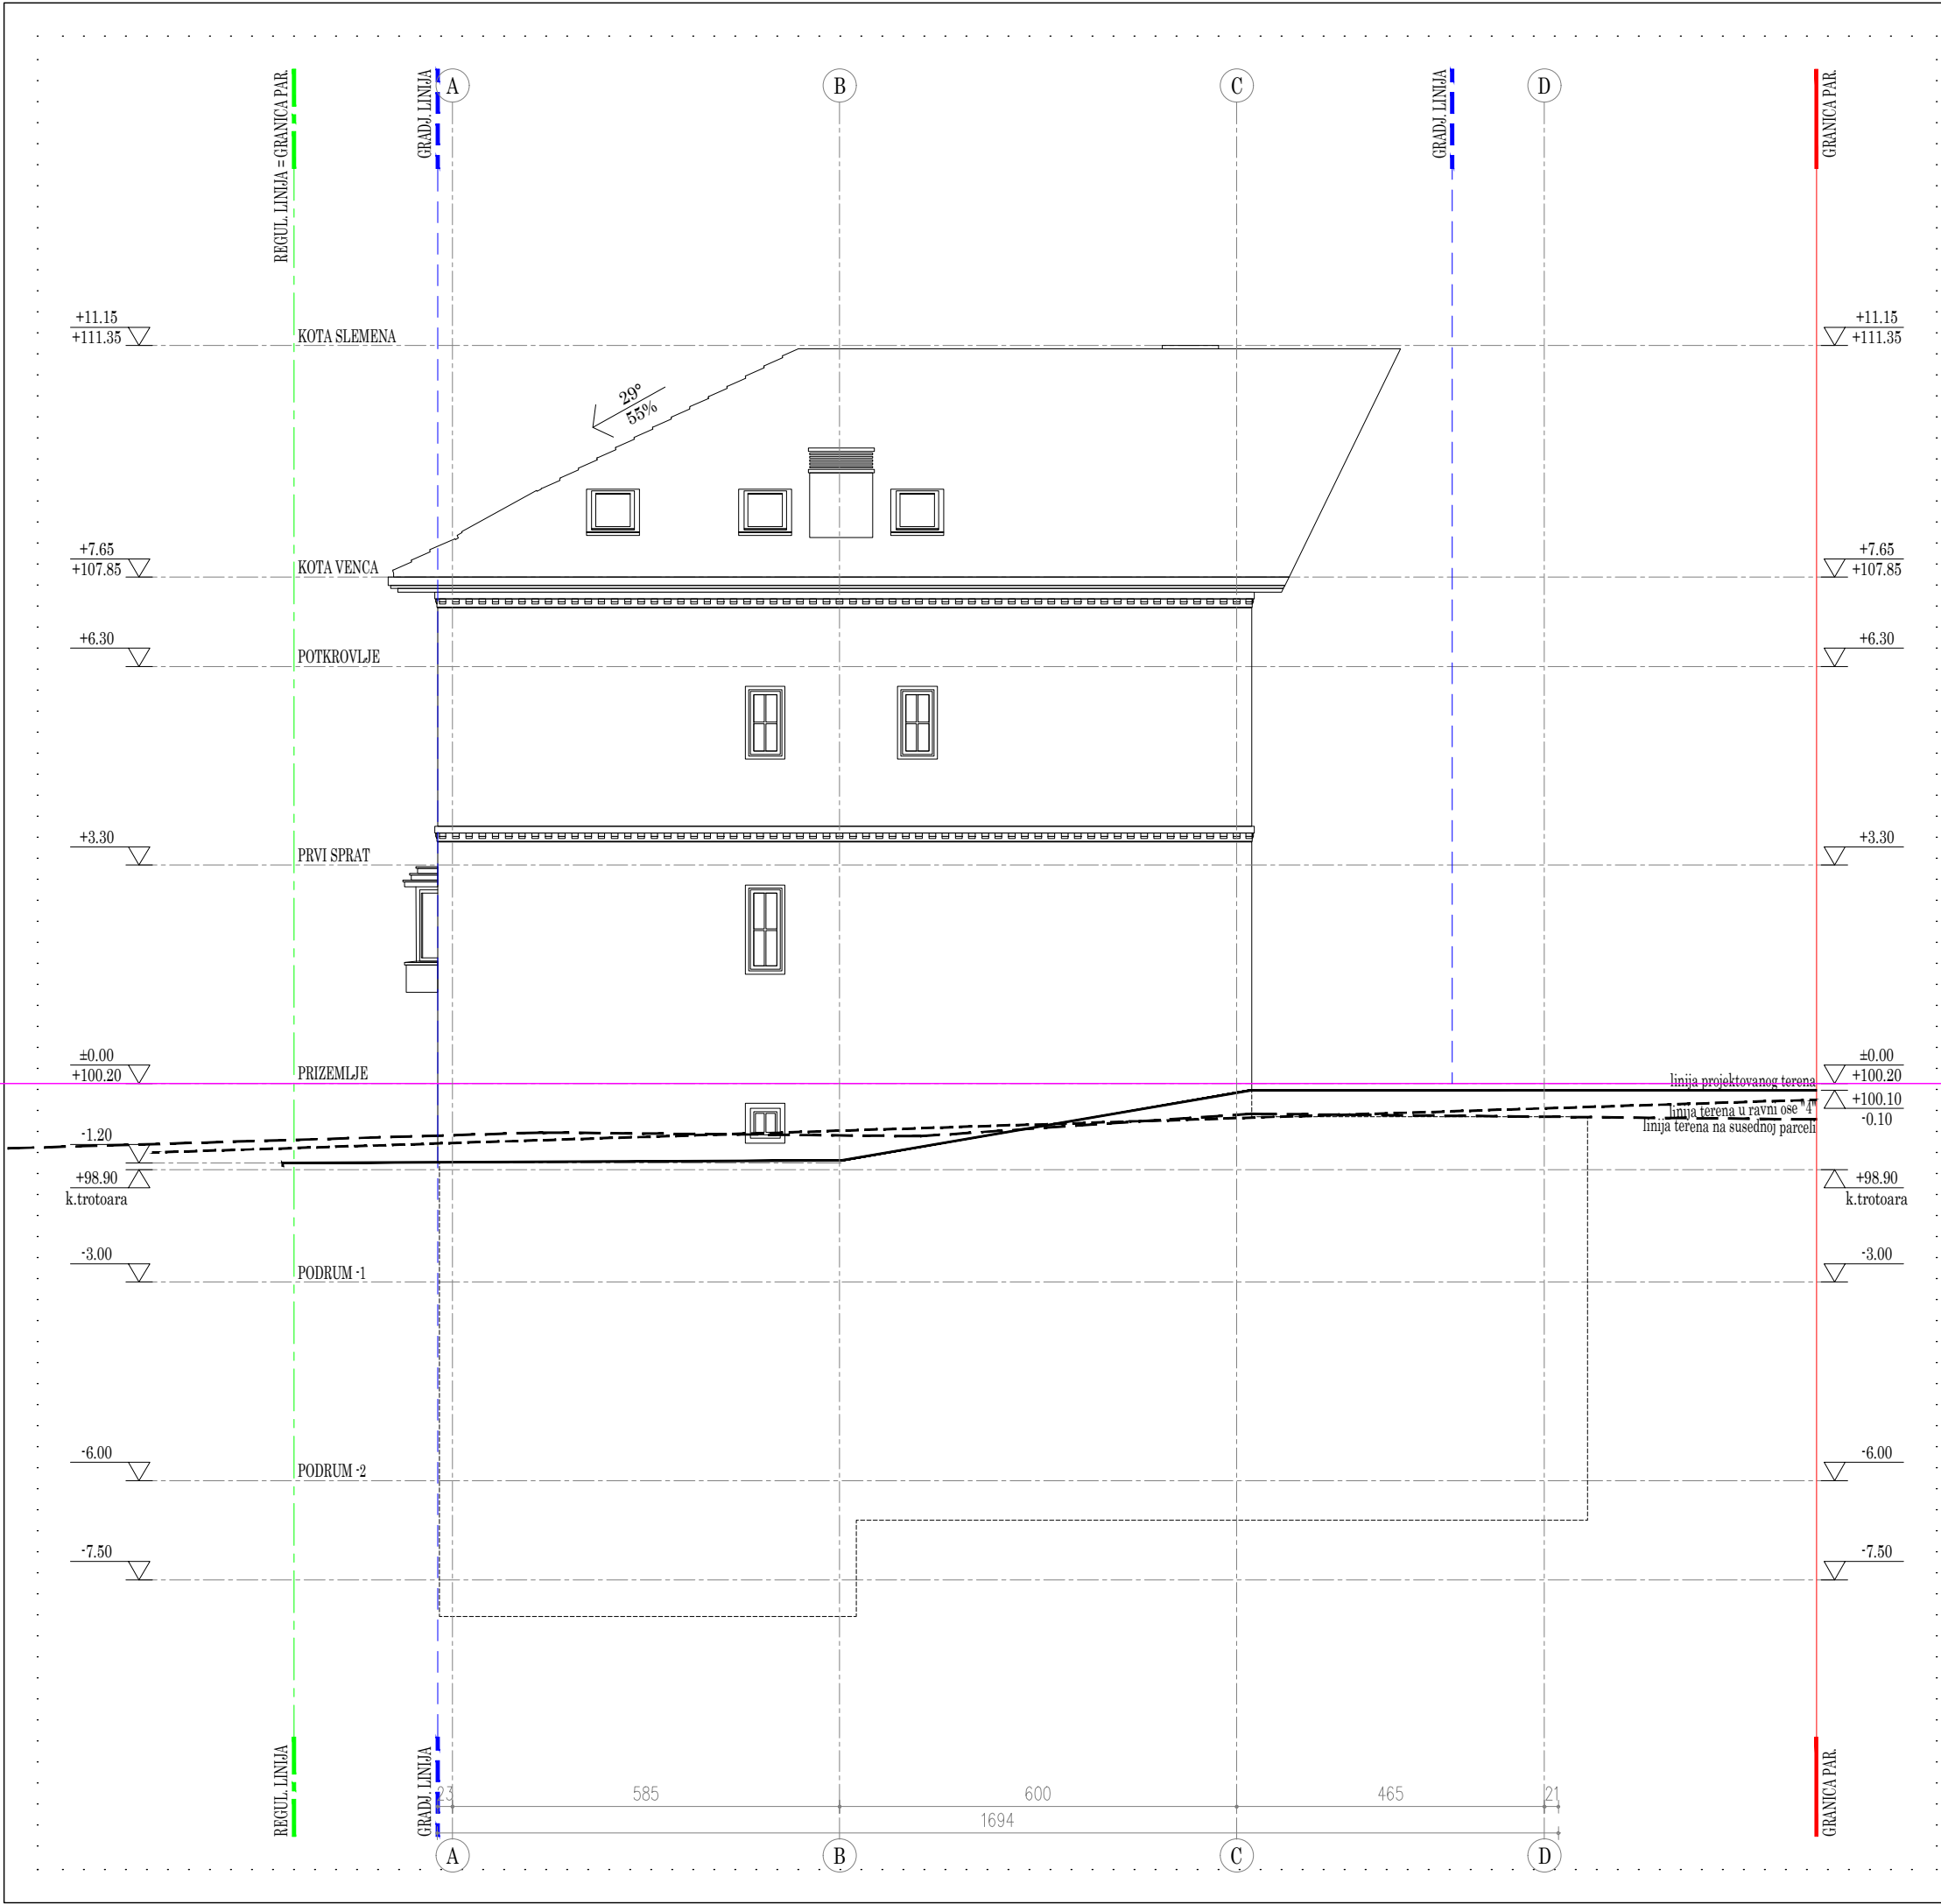 REGUL. LINIJA = GRANICA PAR.
GRADJ. LINIJA
A
B
C
GRADJ. LINIJA
D
GRANICA PAR.
+11.15
+111.35
KOTA SLEMENA
+11.15
+111.35
29°
55%
+7.65
+107.85
KOTA VENCA
+7.65
+107.85
+6.30
POTKROVLJE
+6.30
+3.30
PRVI SPRAT
+3.30
±0.00
+100.20
PRIZEMLJE
linija projektovanog terena
±0.00
+100.20
linija terena u ravni ose "4"
linija terena na susednoj parceli
+100.10
-0.10
-1.20
+98.90
k.trotoara
+98.90
k.trotoara
-3.00
PODRUM -1
-3.00
-6.00
PODRUM -2
-6.00
-7.50
-7.50
REGUL. LINIJA
GRADJ. LINIJA
23
585
600
465
21
1694
GRANICA PAR.
A
B
C
D